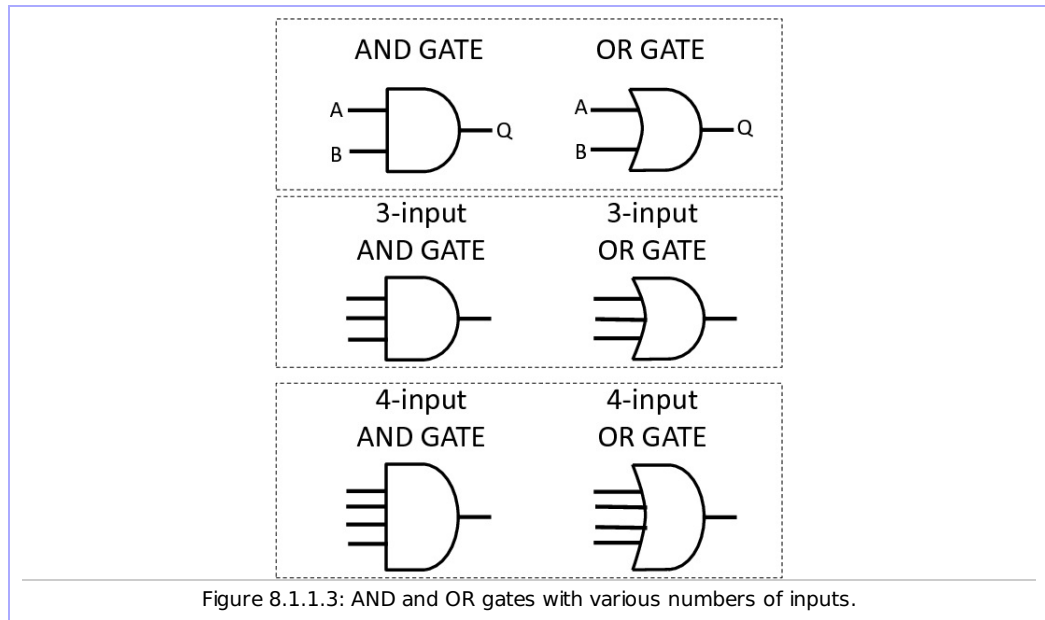 AND GATE
OR GATE
A
B
Q
A
B
Q
3-input
AND GATE
3-input
OR GATE
4-input
AND GATE
4-input
OR GATE
Figure 8.1.1.3: AND and OR gates with various numbers of inputs.